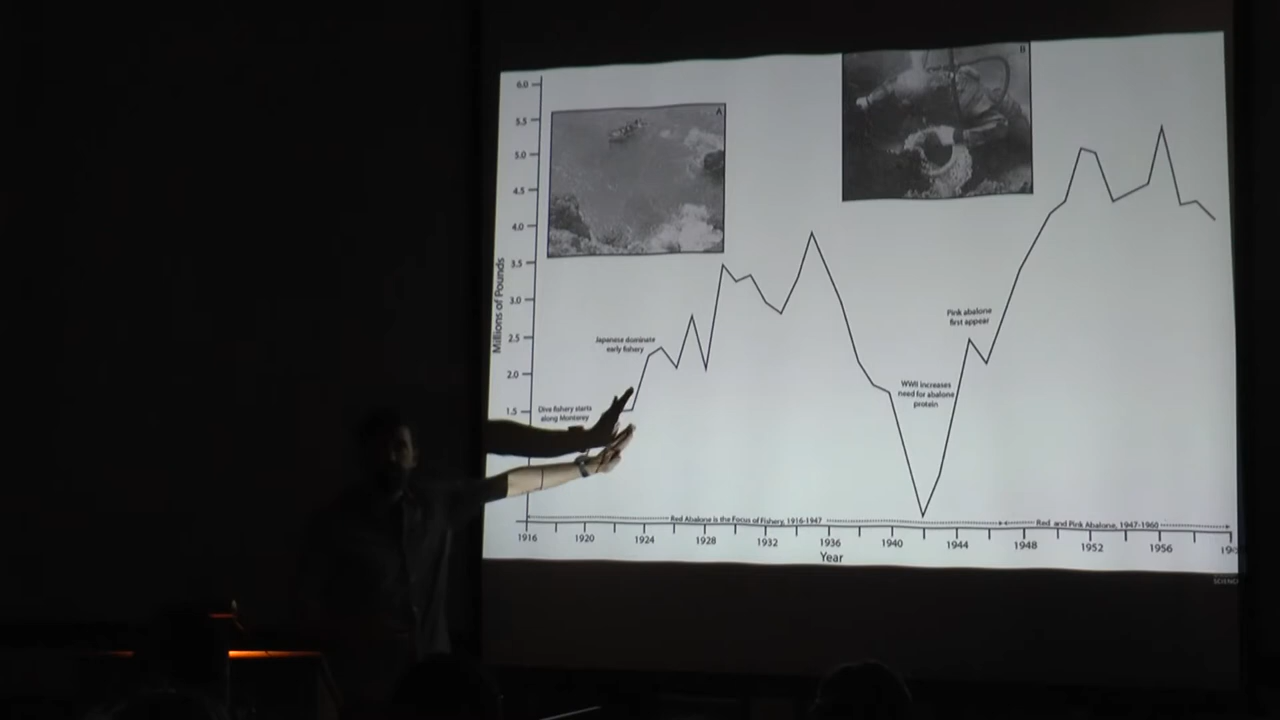 6.0
5.5
5.0
4.5
4.0
3.5
3.0
2.5
2.0
1.5
Millions of Pounds
A
B
Dive fishery starts
along Monterey
Japanese dominate
early fishery
WWII increases
need for abalone
protein
Pink abalone
first appear
Red Abalone is the Focus of Fishery, 1916-1947
Red and Pink Abalone, 1947-1960
1916
1920
1924
1928
1932
1936
1940
1944
1948
1952
1956
Year